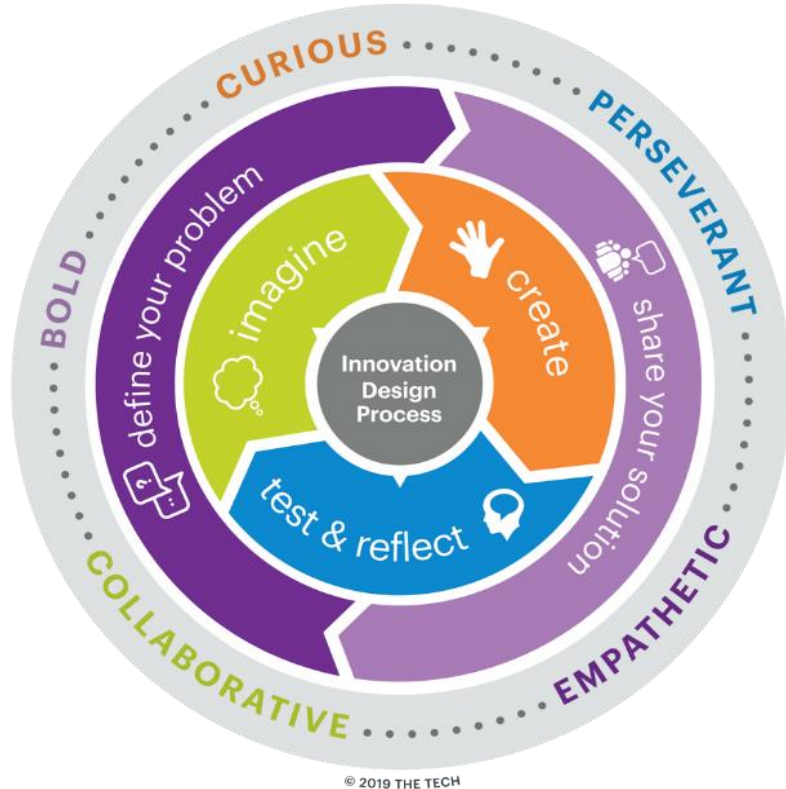 CURIOUS
PERSEVERANT
EMPATHETIC
COLLABORATIVE
BOLD
define your problem
share your solution
imagine
create
test & reflect
Innovation
Design
Process
?
© 2019 THE TECH